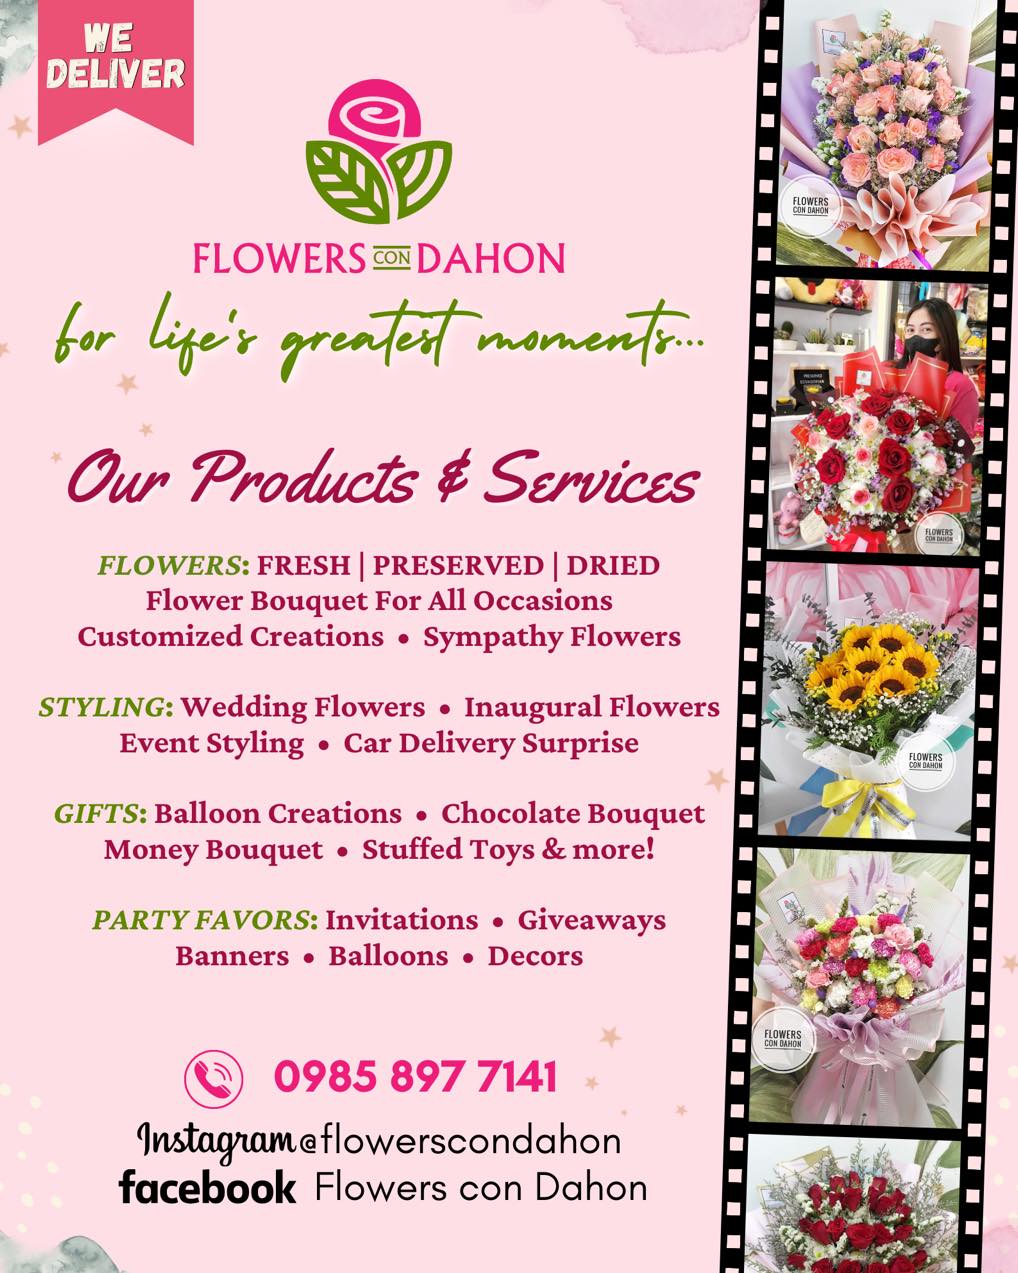 WE
DELIVER
FLOWERS CON DAHON
for life's greatest moments...
Our Products & Services
FLOWERS: FRESH | PRESERVED | DRIED
Flower Bouquet For All Occasions
Customized Creations • Sympathy Flowers
STYLING: Wedding Flowers • Inaugural Flowers
Event Styling • Car Delivery Surprise
GIFTS: Balloon Creations • Chocolate Bouquet
Money Bouquet • Stuffed Toys & more!
PARTY FAVORS: Invitations • Giveaways
Banners • Balloons • Decors
0985 897 7141
Instagram @flowerscondahon
facebook Flowers con Dahon
FLOWERS
CON DAHON
FLOWERS
CON DAHON
FLOWERS
CON DAHON
FLOWERS
CON DAHON